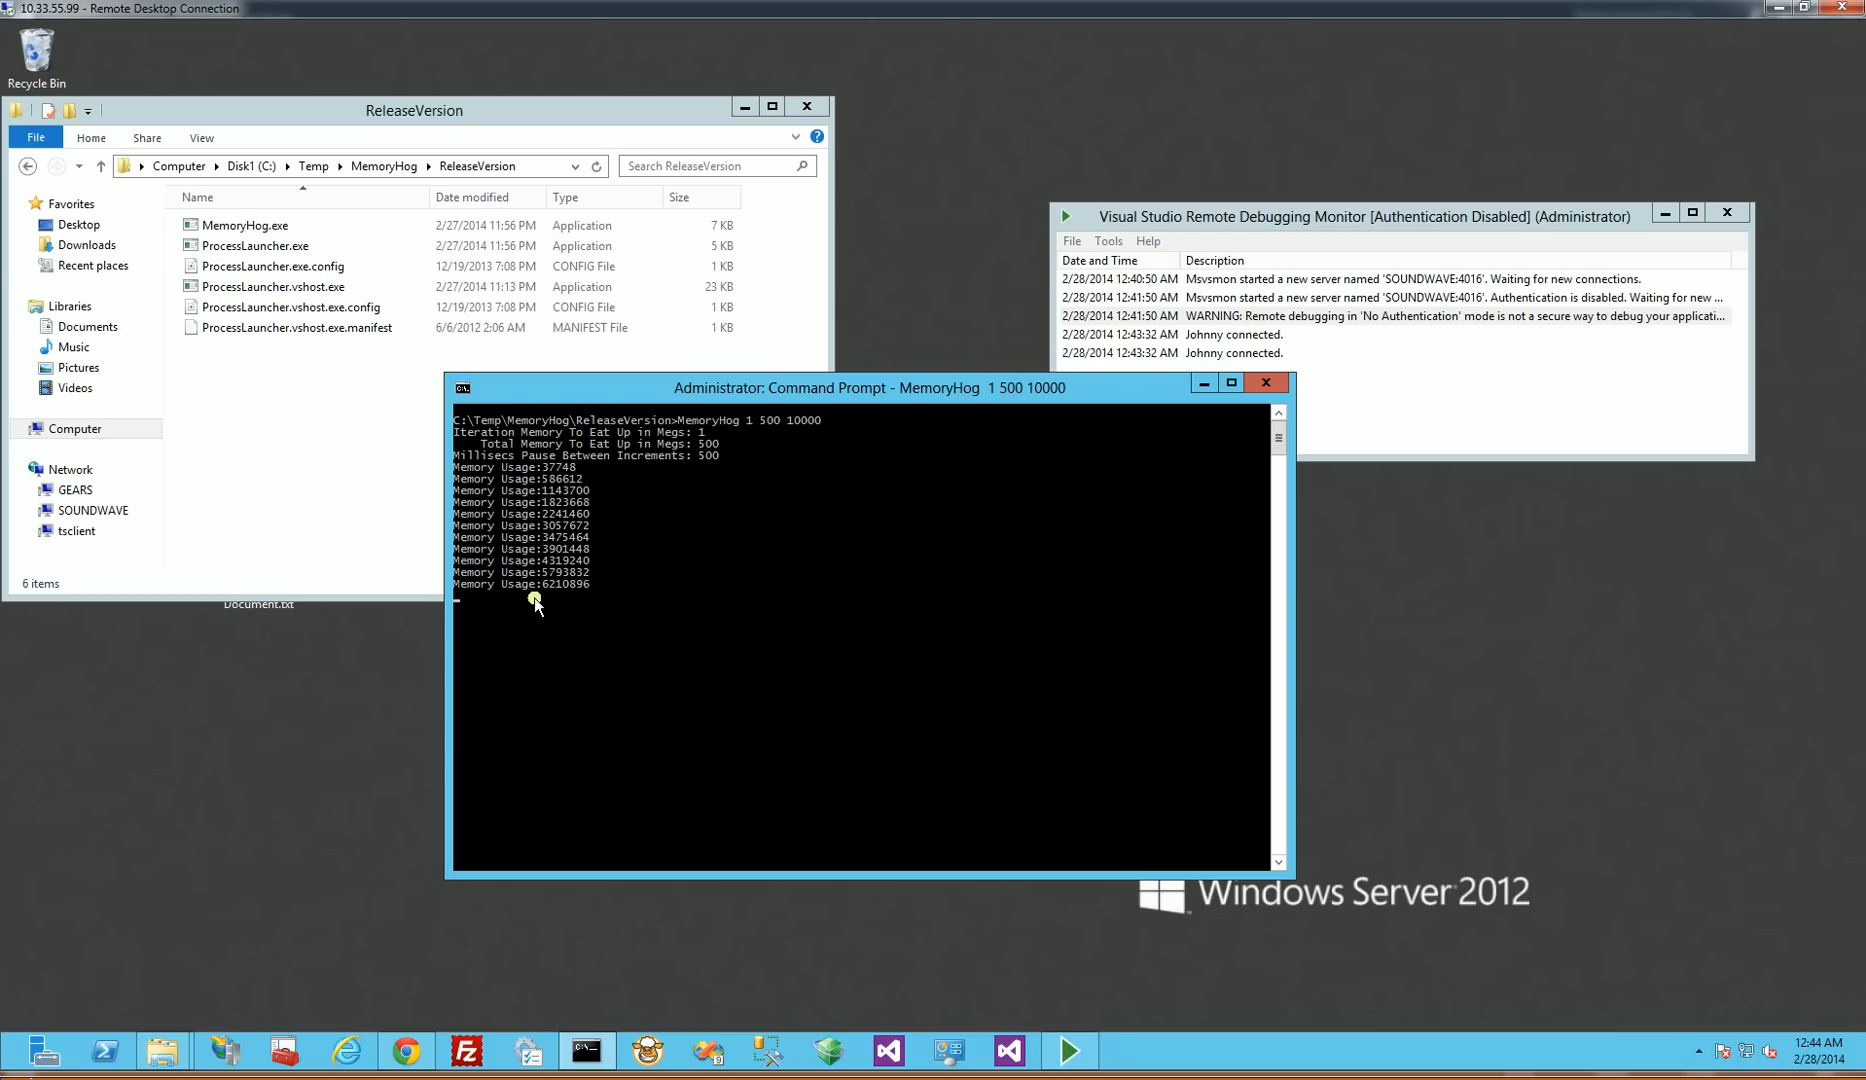 10.33.55.99 - Remote Desktop Connection
Recycle Bin
ReleaseVersion
File Home Share View
Computer Disk1 (C:) Temp MemoryHog ReleaseVersion
Search ReleaseVersion
Name Date modified Type Size
MemoryHog.exe 2/27/2014 11:56 PM Application 7 KB
ProcessLauncher.exe 2/27/2014 11:56 PM Application 5 KB
ProcessLauncher.exe.config 12/19/2013 7:08 PM CONFIG File 1 KB
ProcessLauncher.vshost.exe 2/27/2014 11:13 PM Application 23 KB
ProcessLauncher.vshost.exe.config 12/19/2013 7:08 PM CONFIG File 1 KB
ProcessLauncher.vshost.exe.manifest 6/6/2012 2:06 AM MANIFEST File 1 KB
Favorites
Desktop
Downloads
Recent places
Libraries
Documents
Music
Pictures
Videos
Computer
Network
GEARS
SOUNDWAVE
tsclient
6 items
Document.txt
Visual Studio Remote Debugging Monitor [Authentication Disabled] (Administrator)
File Tools Help
Date and Time Description
2/28/2014 12:40:50 AM Msvsmon started a new server named 'SOUNDWAVE:4016'. Waiting for new connections.
2/28/2014 12:41:50 AM Msvsmon started a new server named 'SOUNDWAVE:4016'. Authentication is disabled. Waiting for new ...
2/28/2014 12:41:50 AM WARNING: Remote debugging in 'No Authentication' mode is not a secure way to debug your applicati...
2/28/2014 12:43:32 AM Johnny connected.
2/28/2014 12:43:32 AM Johnny connected.
Administrator: Command Prompt - MemoryHog 1 500 10000
C:\Temp\MemoryHog\ReleaseVersion>MemoryHog 1 500 10000
Iteration Memory To Eat Up in Megs: 1
Total Memory To Eat Up in Megs: 500
Millisecs Pause Between Increments: 500
Memory Usage:37748
Memory Usage:586612
Memory Usage:1143700
Memory Usage:1823668
Memory Usage:2241460
Memory Usage:3057672
Memory Usage:3475464
Memory Usage:3901448
Memory Usage:4319240
Memory Usage:5793832
Memory Usage:6210896
Windows Server 2012
12:44 AM
2/28/2014